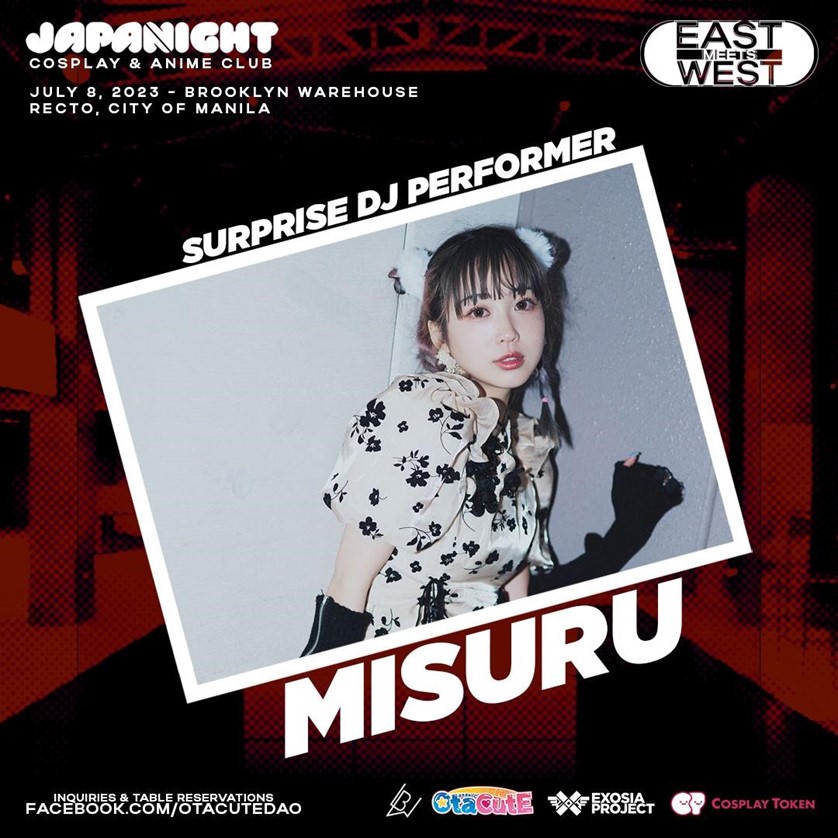 JAPANIGHT
COSPLAY & ANIME CLUB
JULY 8, 2023 - BROOKLYN WAREHOUSE
RECTO, CITY OF MANILA
EAST
MEETS
WEST
SURPRISE DJ PERFORMER
MISURU
INQUIRIES & TABLE RESERVATIONS
FACEBOOK.COM/OTACUTEDAO
OtaCutE
EXOSIA
PROJECT
COSPLAY TOKEN